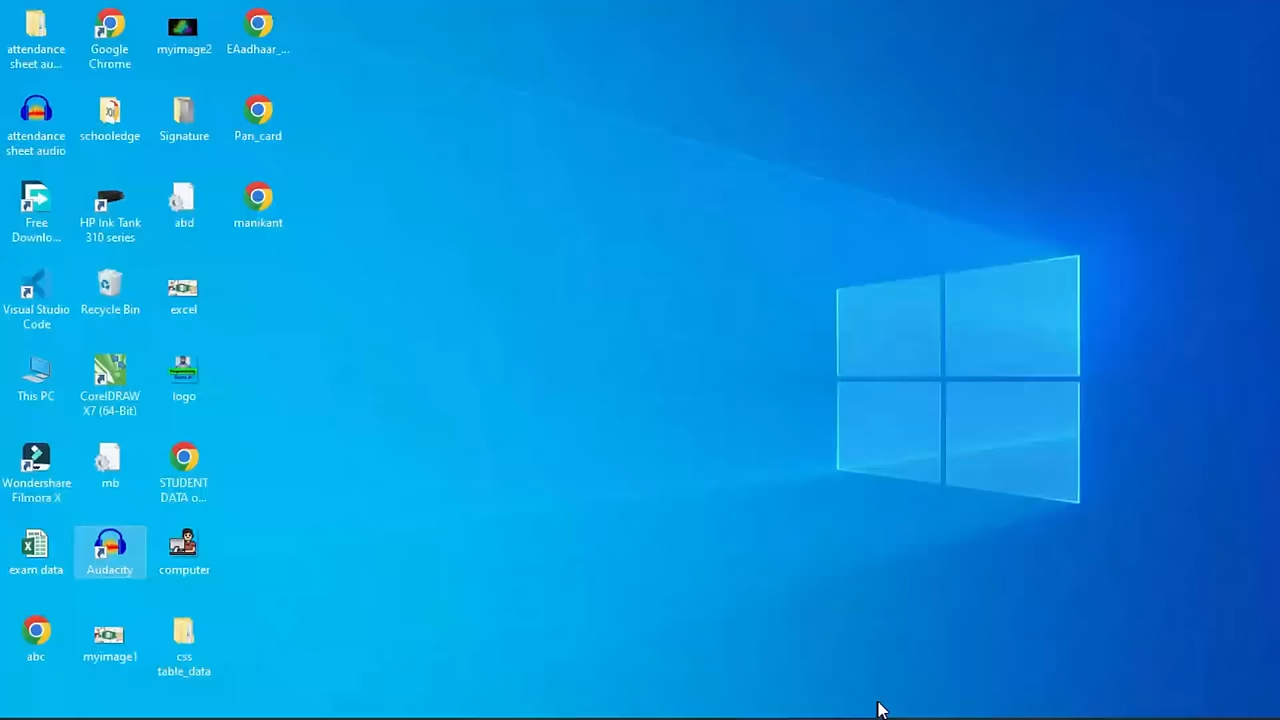 attendance
sheet au...
Google
Chrome
myimage2
EAadhaar_...
attendance
sheet audio
schooledge
Signature
Pan_card
Free
Downlo...
HP Ink Tank
310 series
abd
manikant
Visual Studio
Code
Recycle Bin
excel
This PC
CorelDRAW
X7 (64-Bit)
logo
Wondershare
Filmora X
mb
STUDENT
DATA o...
exam data
Audacity
computer
abc
myimage1
css
table_data